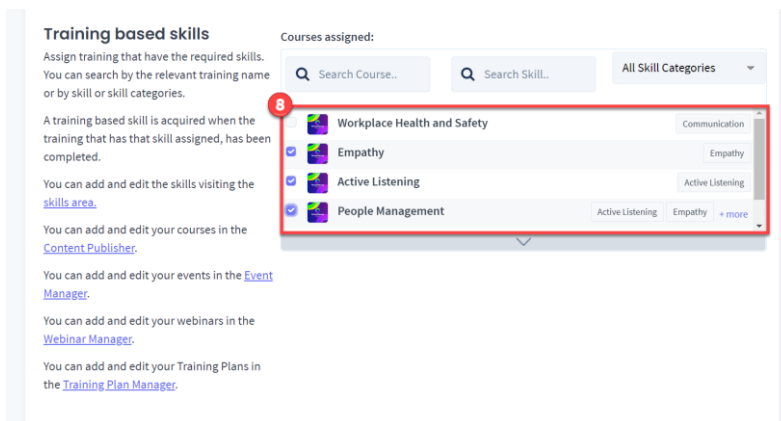 Training based skills
Assign training that have the required skills.
You can search by the relevant training name
or by skill or skill categories.
A training based skill is acquired when the
training that has that skill assigned, has been
completed.
You can add and edit the skills visiting the
skills area.
You can add and edit your courses in the
Content Publisher.
You can add and edit your events in the Event
Manager.
You can add and edit your webinars in the
Webinar Manager.
You can add and edit your Training Plans in
the Training Plan Manager.
Courses assigned:
Search Course..
Search Skill..
All Skill Categories
8
Workplace Health and Safety
Communication
Empathy
Empathy
Active Listening
Active Listening
People Management
Active Listening
Empathy
+ more